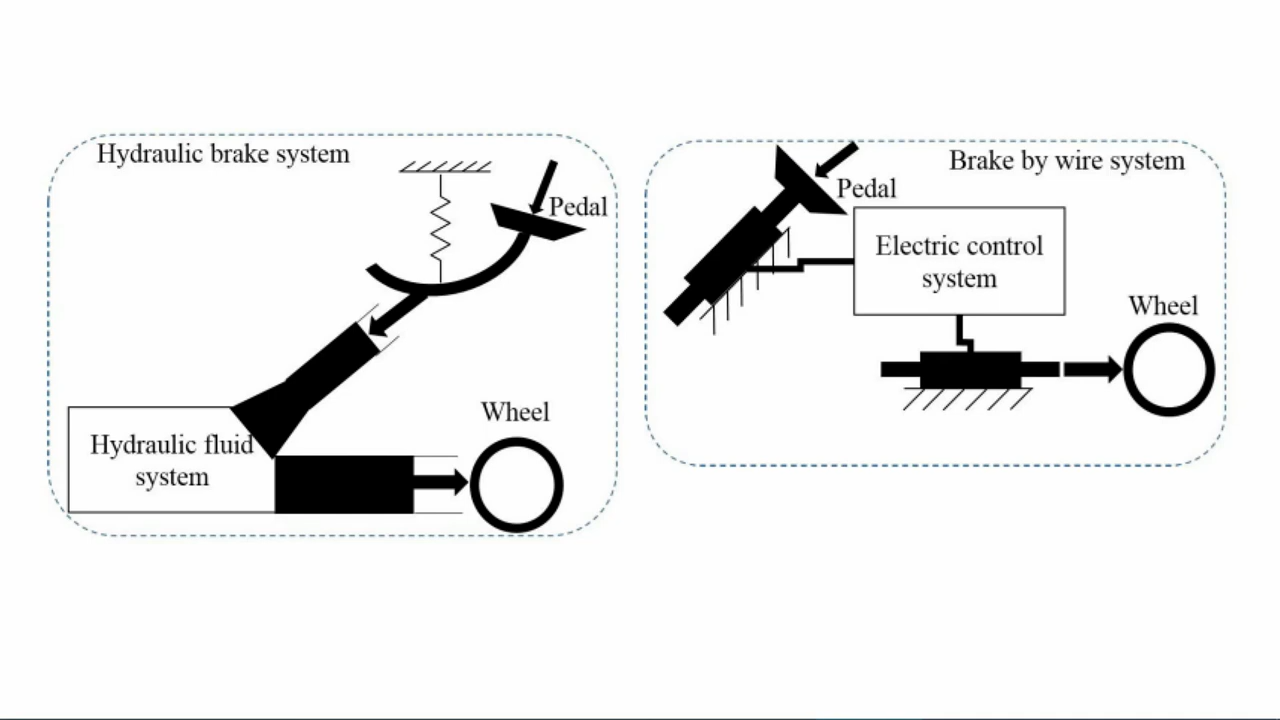 Hydraulic brake system
Pedal
Hydraulic fluid
system
Wheel
Brake by wire system
Pedal
Electric control
system
Wheel